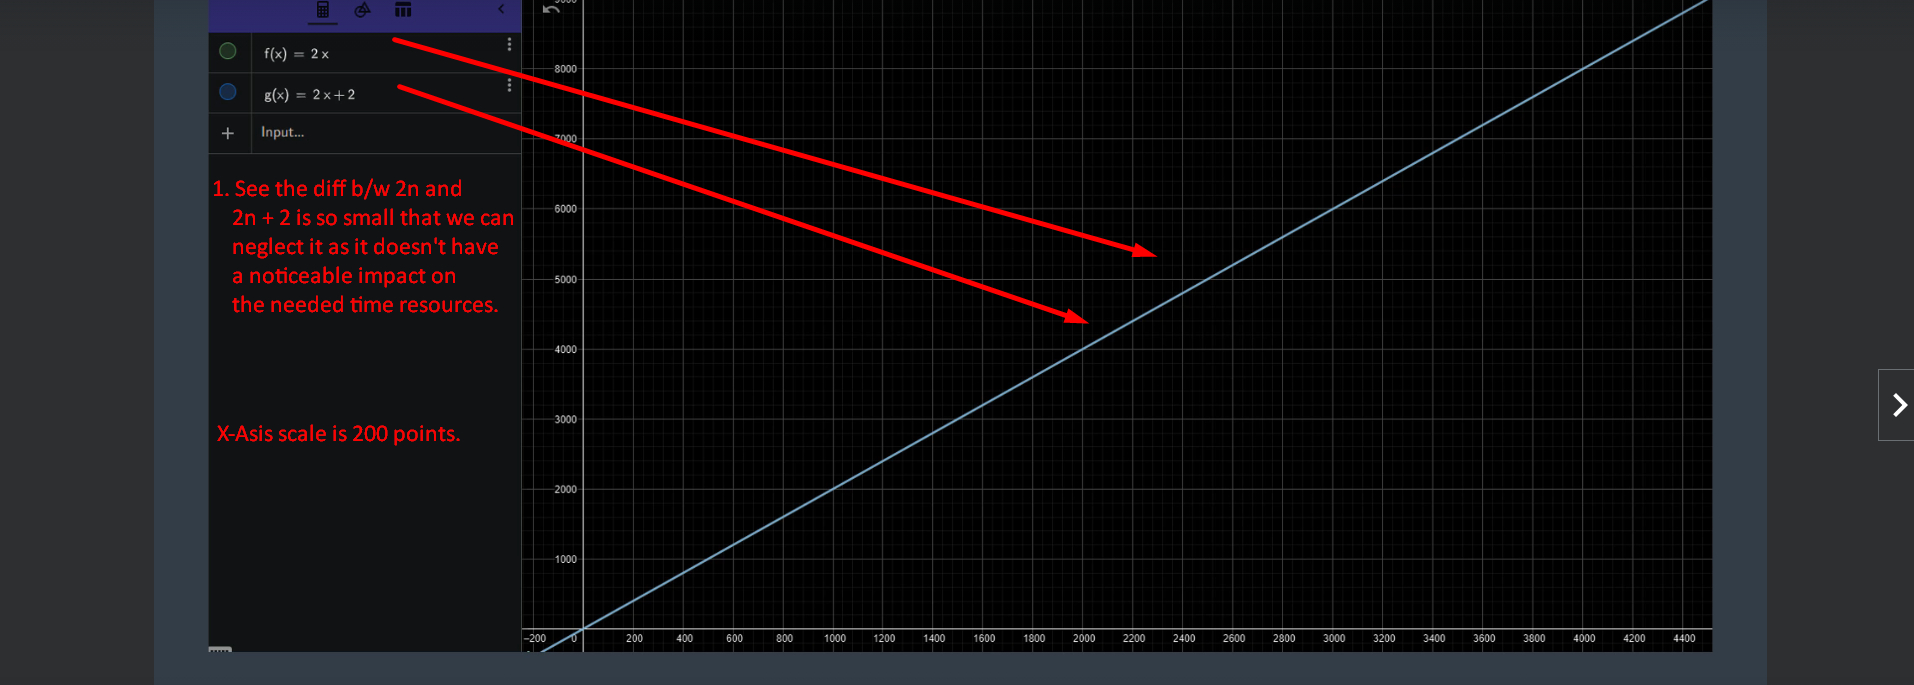 f(x) = 2 x
g(x) = 2 x + 2
+ Input...
1. See the diff b/w 2n and
2n + 2 is so small that we can
neglect it as it doesn't have
a noticeable impact on
the needed time resources.
X-Asis scale is 200 points.
8000
7000
6000
5000
4000
3000
2000
1000
–200 0 200 400 600 800 1000 1200 1400 1600 1800 2000 2200 2400 2600 2800 3000 3200 3400 3600 3800 4000 4200 4400